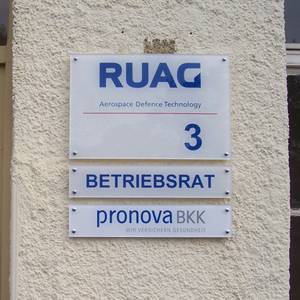 RUAG
Aerospace Defence Technology
3
BETRIEBSRAT
pronova BKK
WIR VERSICHERN GESUNDHEIT